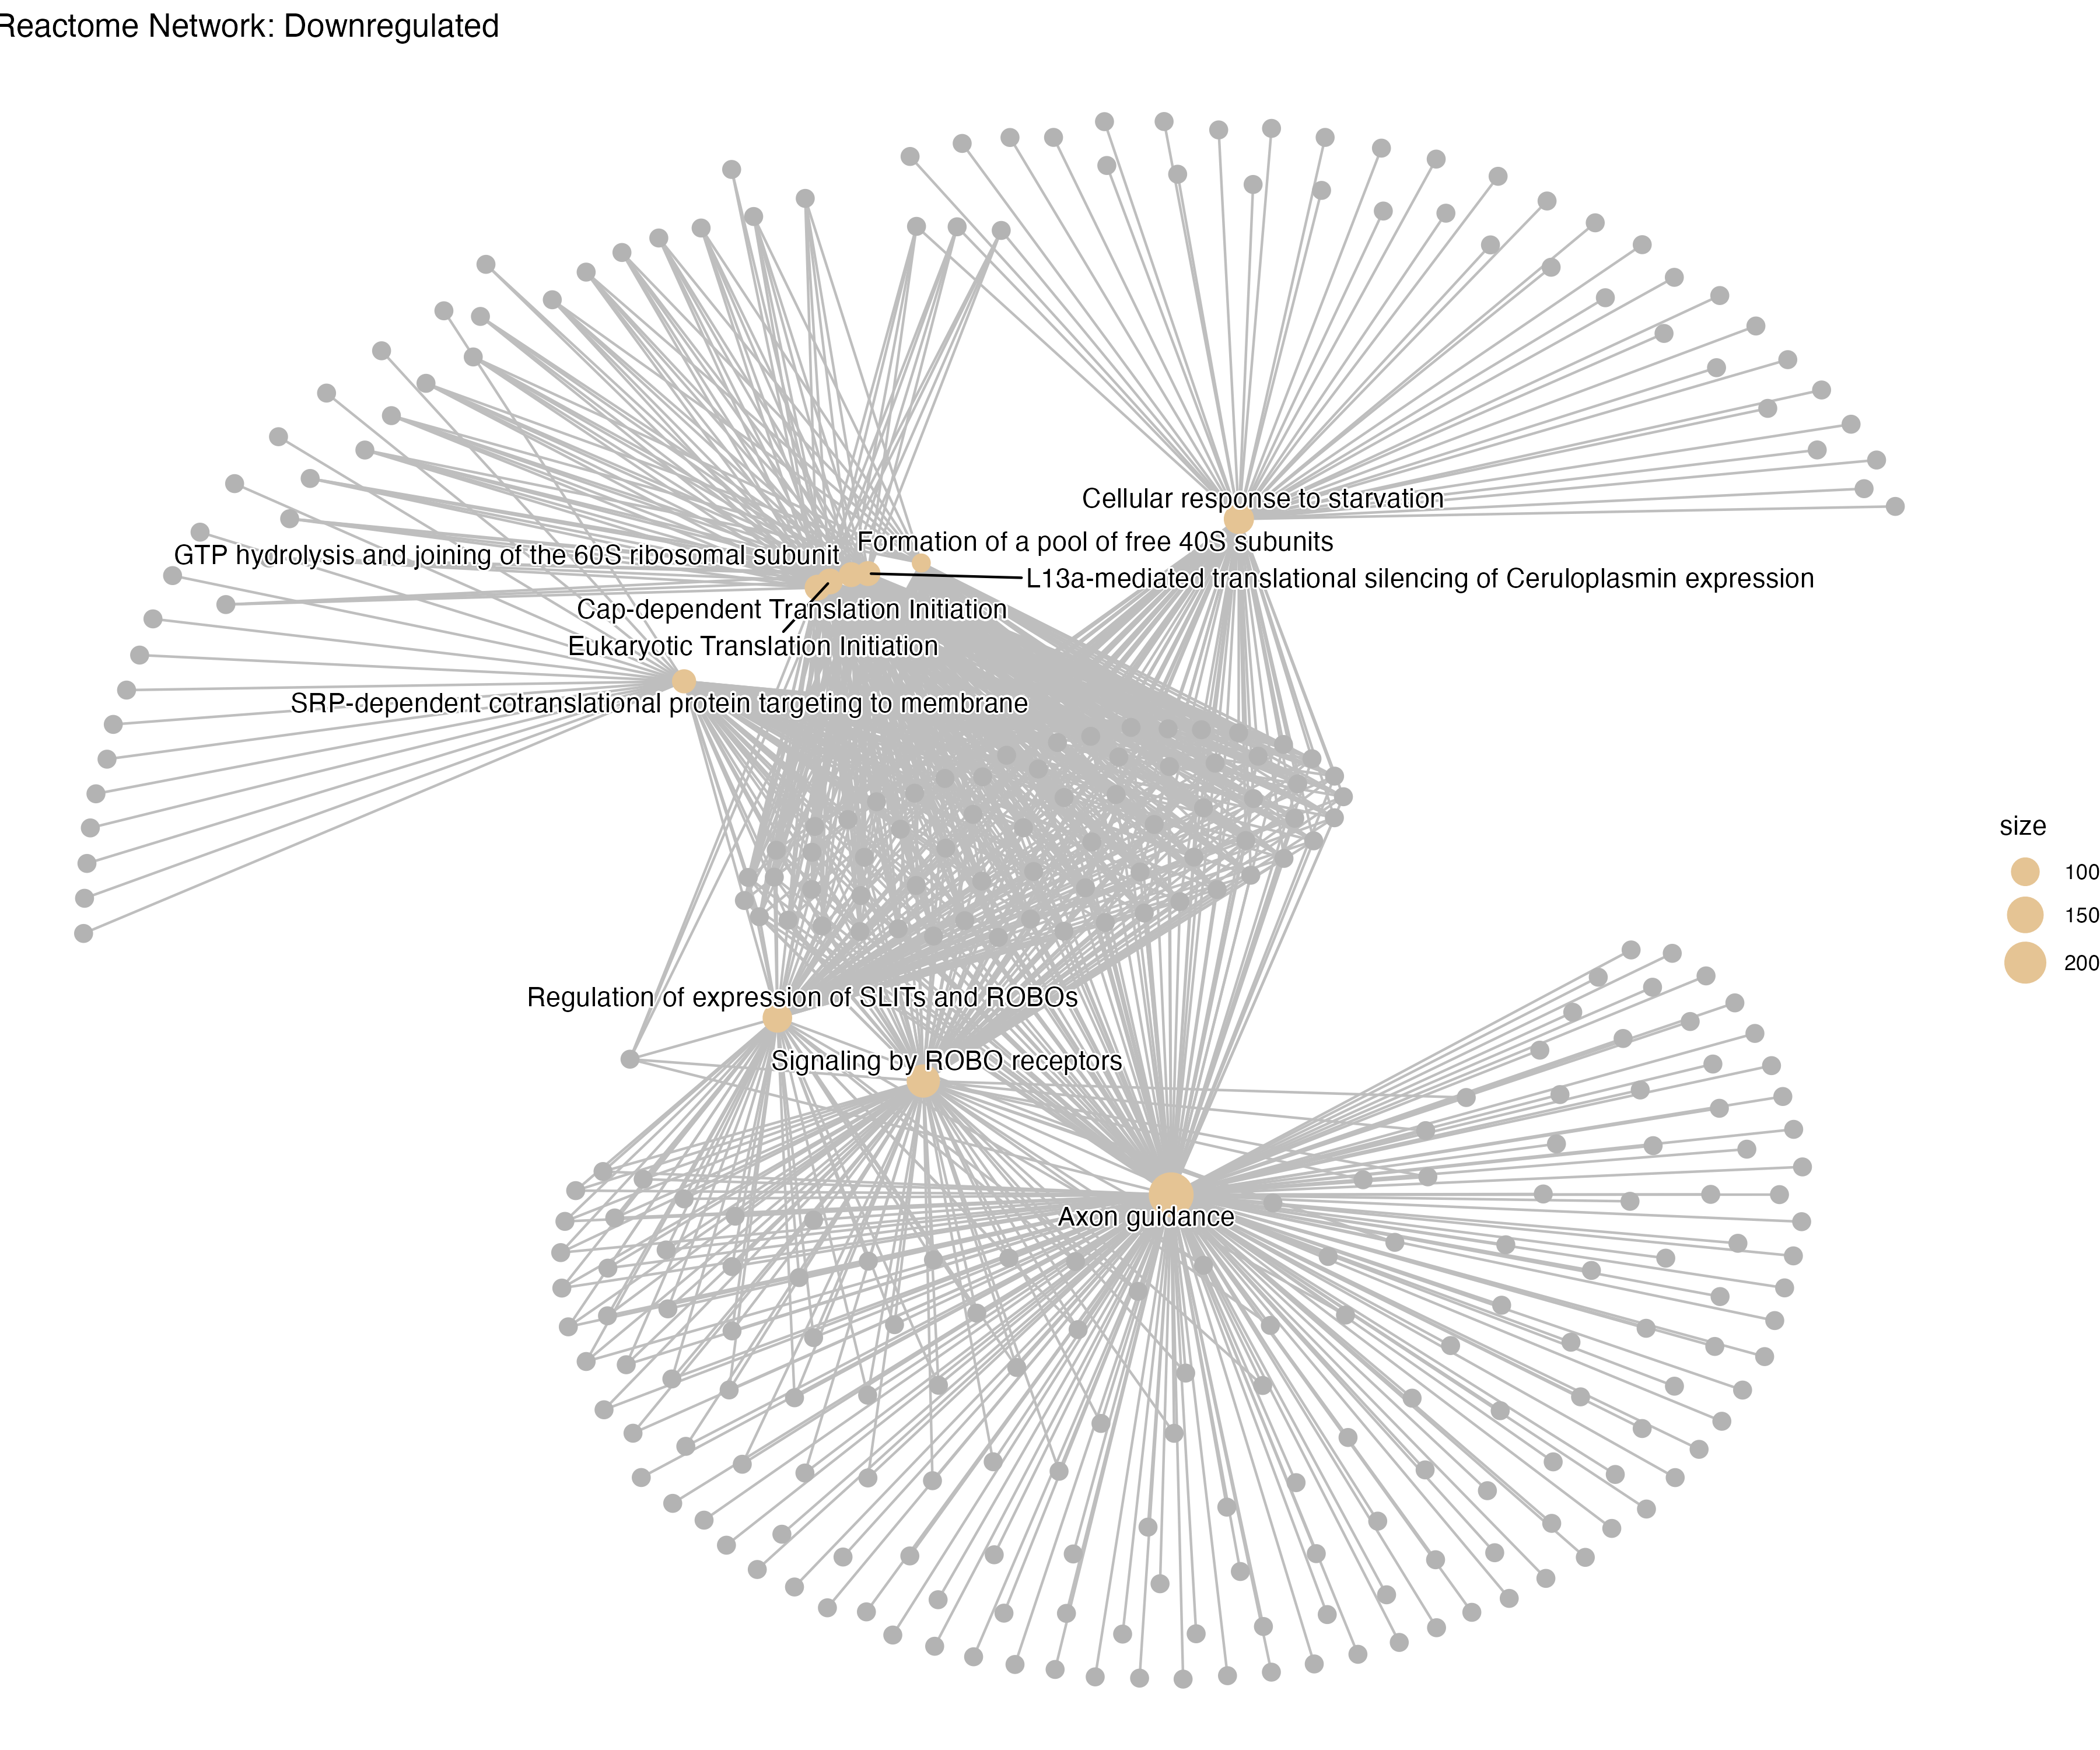 Reactome Network: Downregulated
Cellular response to starvation
Formation of a pool of free 40S subunits
GTP hydrolysis and joining of the 60S ribosomal subunit
L13a-mediated translational silencing of Ceruloplasmin expression
Cap-dependent Translation Initiation
Eukaryotic Translation Initiation
SRP-dependent cotranslational protein targeting to membrane
size
100
150
200
Regulation of expression of SLITs and ROBOs
Signaling by ROBO receptors
Axon guidance